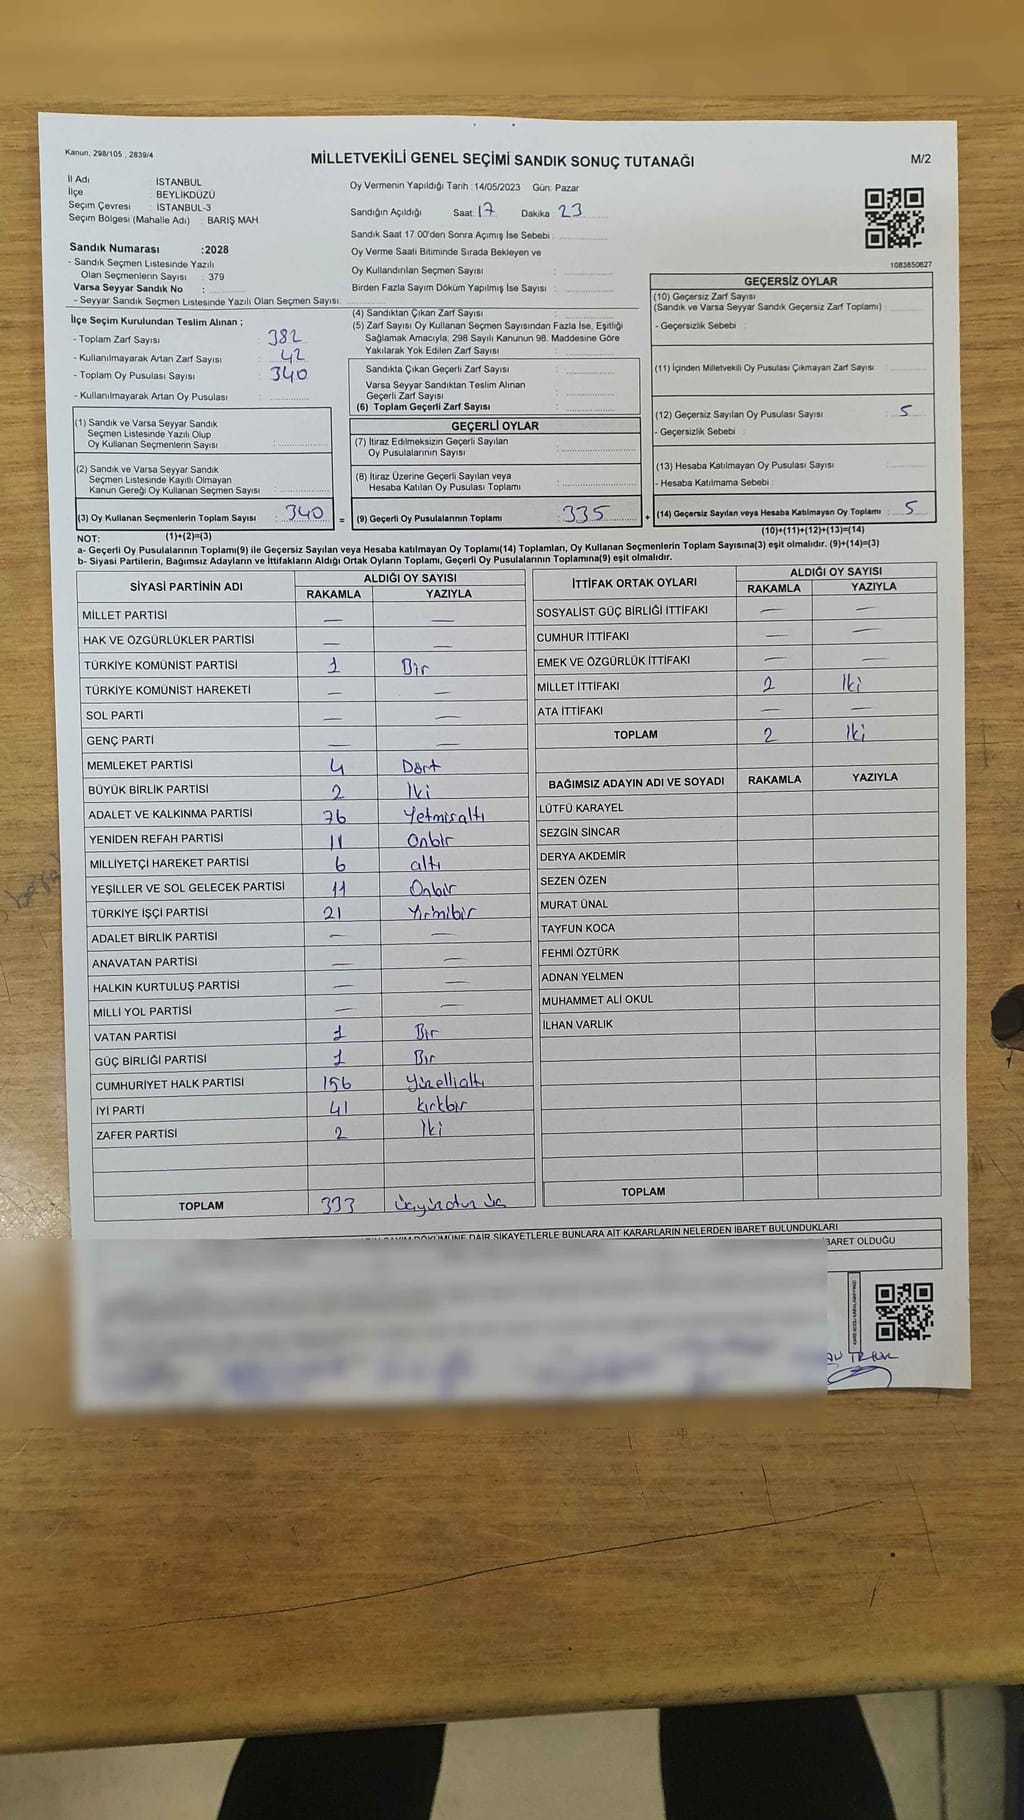 Kanun: 298/105 , 2839/4
MİLLETVEKİLİ GENEL SEÇİMİ SANDIK SONUÇ TUTANAĞI
M/2
İl Adı : İSTANBUL
İlçe : BEYLİKDÜZÜ
Seçim Çevresi : İSTANBUL-3
Seçim Bölgesi (Mahalle Adı) : BARIŞ MAH.
Sandık Numarası :2028
- Sandık Seçmen Listesinde Yazılı
Olan Seçmenlerin Sayısı : 379
Varsa Seyyar Sandık No :
- Seyyar Sandık Seçmen Listesinde Yazılı Olan Seçmen Sayısı:
Oy Vermenin Yapıldığı Tarih :14/05/2023 Gün: Pazar
Sandığın Açıldığı Saat 17 Dakika 23
Sandık Saat 17:00'den Sonra Açımış İse Sebebi :
Oy Verme Saati Bitiminde Sırada Bekleyen ve
Oy Kullandırılan Seçmen Sayısı :
Birden Fazla Sayım Döküm Yapılmış İse Sayısı :
1083850627
İlçe Seçim Kurulundan Teslim Alınan ;
- Toplam Zarf Sayısı : 382
- Kullanılmayarak Artan Zarf Sayısı : 42
- Toplam Oy Pusulası Sayısı : 340
- Kullanılmayarak Artan Oy Pusulası :
(1) Sandık ve Varsa Seyyar Sandık
Seçmen Listesinde Yazılı Olup
Oy Kullanan Seçmenlerin Sayısı :
(2) Sandık ve Varsa Seyyar Sandık
Seçmen Listesinde Kayıtlı Olmayan
Kanun Gereği Oy Kullanan Seçmen Sayısı :
(3) Oy Kullanan Seçmenlerin Toplam Sayısı : 340
(1)+(2)=(3)
(4) Sandıktan Çıkan Zarf Sayısı :
(5) Zarf Sayısı Oy Kullanan Seçmen Sayısından Fazla İse, Eşitliği
Sağlamak Amacıyla; 298 Sayılı Kanunun 98. Maddesine Göre
Yakılarak Yok Edilen Zarf Sayısı :
Sandıkta Çıkan Geçerli Zarf Sayısı :
Varsa Seyyar Sandıktan Teslim Alınan
Geçerli Zarf Sayısı :
(6) Toplam Geçerli Zarf Sayısı :
GEÇERLİ OYLAR
(7) İtiraz Edilmeksizin Geçerli Sayılan
Oy Pusulalarının Sayısı :
(8) İtiraz Üzerine Geçerli Sayılan veya
Hesaba Katılan Oy Pusulası Toplamı :
= (9) Geçerli Oy Pusulalarının Toplamı : 335
GEÇERSİZ OYLAR
(10) Geçersiz Zarf Sayısı
(Sandık ve Varsa Seyyar Sandık Geçersiz Zarf Toplamı) :
- Geçersizlik Sebebi :
(11) İçinden Milletvekili Oy Pusulası Çıkmayan Zarf Sayısı :
(12) Geçersiz Sayılan Oy Pusulası Sayısı : 5
- Geçersizlik Sebebi :
(13) Hesaba Katılmayan Oy Pusulası Sayısı :
- Hesaba Katılmama Sebebi :
+ (14) Geçersiz Sayılan veya Hesaba Katılmayan Oy Toplamı : 5
(10)+(11)+(12)+(13)=(14)
NOT:
a- Geçerli Oy Pusulalarının Toplamı(9) ile Geçersiz Sayılan veya Hesaba katılmayan Oy Toplamı(14) Toplamları, Oy Kullanan Seçmenlerin Toplam Sayısına(3) eşit olmalıdır. (9)+(14)=(3)
b- Siyasi Partilerin, Bağımsız Adayların ve İttifakların Aldığı Ortak Oyların Toplamı, Geçerli Oy Pusulalarının Toplamına(9) eşit olmalıdır.
SİYASİ PARTİNİN ADI ALDIĞI OY SAYISI
RAKAMLA YAZIYLA
MİLLET PARTİSİ — —
HAK VE ÖZGÜRLÜKLER PARTİSİ — —
TÜRKİYE KOMÜNİST PARTİSİ 1 Bir
TÜRKİYE KOMÜNİST HAREKETİ — —
SOL PARTİ — —
GENÇ PARTİ — —
MEMLEKET PARTİSİ 4 Dört
BÜYÜK BİRLİK PARTİSİ 2 İki
ADALET VE KALKINMA PARTİSİ 76 Yetmisaltı
YENİDEN REFAH PARTİSİ 11 Onbir
MİLLİYETÇİ HAREKET PARTİSİ 6 altı
YEŞİLLER VE SOL GELECEK PARTİSİ 11 Onbir
TÜRKİYE İŞÇİ PARTİSİ 21 Yirmibir
ADALET BİRLİK PARTİSİ — —
ANAVATAN PARTİSİ — —
HALKIN KURTULUŞ PARTİSİ — —
MİLLİ YOL PARTİSİ — —
VATAN PARTİSİ 1 Bir
GÜÇ BİRLİĞİ PARTİSİ 1 Bir
CUMHURİYET HALK PARTİSİ 156 Yüzellialtı
İYİ PARTİ 41 kırkbir
ZAFER PARTİSİ 2 İki
TOPLAM 333
İTTİFAK ORTAK OYLARI ALDIĞI OY SAYISI
RAKAMLA YAZIYLA
SOSYALİST GÜÇ BİRLİĞİ İTTİFAKI — —
CUMHUR İTTİFAKI — —
EMEK VE ÖZGÜRLÜK İTTİFAKI — —
MİLLET İTTİFAKI 2 İki
ATA İTTİFAKI — —
TOPLAM 2 İki
BAĞIMSIZ ADAYIN ADI VE SOYADI RAKAMLA YAZIYLA
LÜTFÜ KARAYEL
SEZGİN SİNCAR
DERYA AKDEMİR
SEZEN ÖZEN
MURAT ÜNAL
TAYFUN KOCA
FEHMİ ÖZTÜRK
ADNAN YELMEN
MUHAMMET ALİ OKUL
İLHAN VARLIK
TOPLAM
DÖKÜMÜNE DAİR ŞİKAYETLERLE BUNLARA AİT KARARLARIN NELERDEN İBARET BULUNDUKLARI
İBARET OLDUĞU